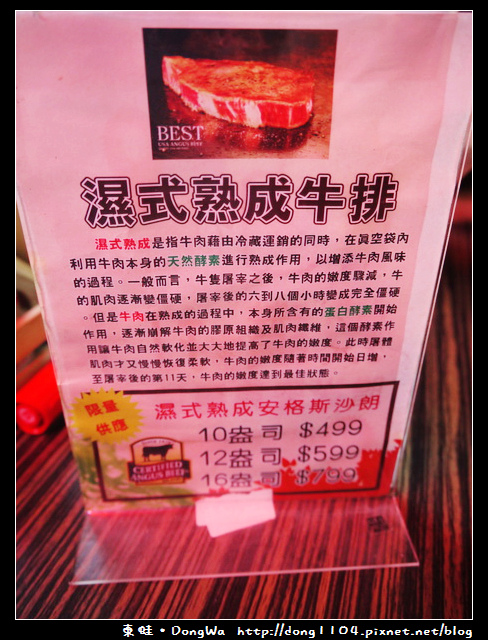 BEST
USA ANGUS BEEF
濕式熟成牛排
濕式熟成是指牛肉藉由冷藏運銷的同時，在真空袋內
利用牛肉本身的天然酵素進行熟成作用，以增添牛肉風味
的過程。一般而言，牛隻屠宰之後，牛肉的嫩度驟減，牛
的肌肉逐漸變僵硬，屠宰後的六到八個小時變成完全僵硬
。但是牛肉在熟成的過程中，本身所含有的蛋白酵素開始
作用，逐漸崩解牛肉的膠原組織及肌肉纖維，這個酵素作
用讓牛肉自然軟化並大大地提高了牛肉的嫩度。此時屠體
肌肉才又慢慢恢復柔軟，牛肉的嫩度隨著時間開始日增，
至屠宰後的第11天，牛肉的嫩度達到最佳狀態。
限量
供應
濕式熟成安格斯沙朗
10盎司 $499
12盎司 $599
16盎司 $799
CERTIFIED
ANGUS BEEF
東蛙・DongWa http://dong1104.pixnet.net/blog